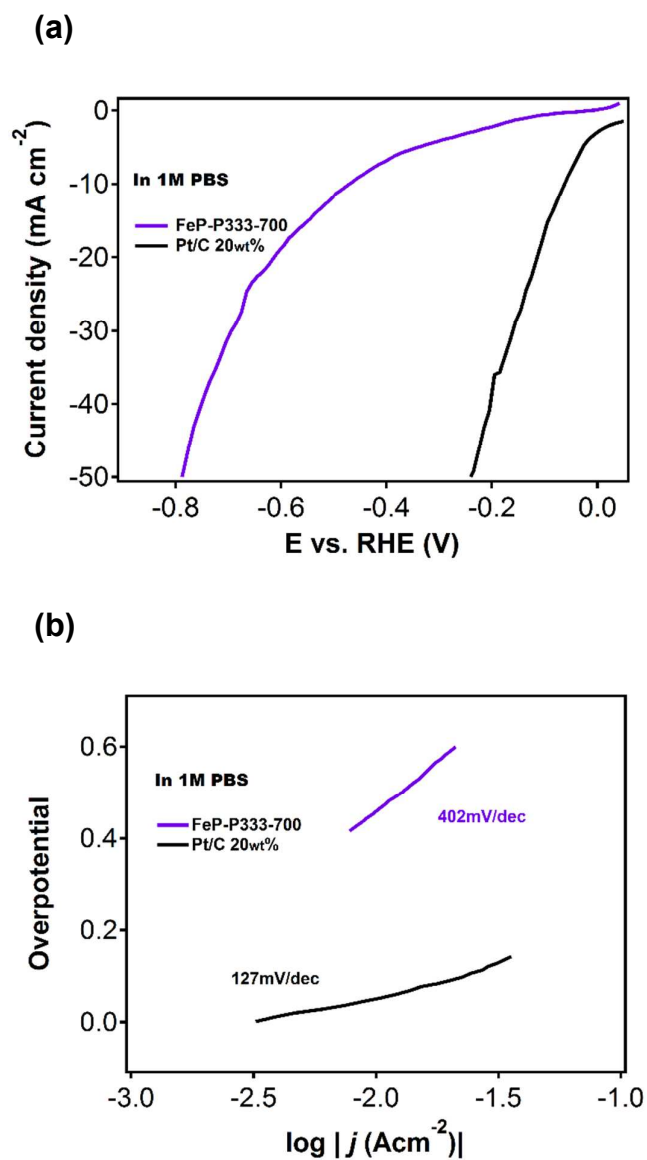 (a)
Current density (mA cm⁻²)
0
-10
-20
-30
-40
-50
In 1M PBS
FeP-P333-700
Pt/C 20wt%
-0.8
-0.6
-0.4
-0.2
0.0
E vs. RHE (V)
(b)
Overpotential
0.6
0.4
0.2
0.0
In 1M PBS
FeP-P333-700
Pt/C 20wt%
402mV/dec
127mV/dec
-3.0
-2.5
-2.0
-1.5
-1.0
log | j (Acm⁻²)|